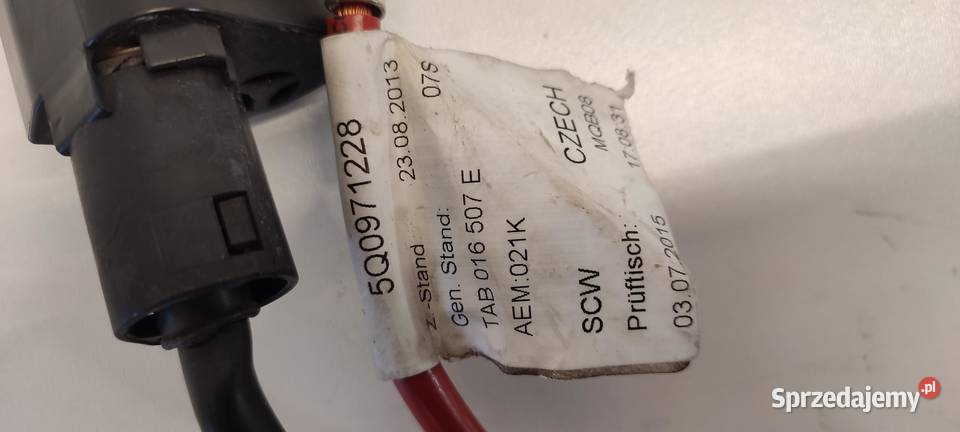 5Q0971228
Z.-Stand 23.08.2013
Gen. Stand: 07S
TAB 016 507 E
AEM:021K
SCW CZECH
Prüftisch: MQB08
03.07.2015 17:08:31
Sprzedajemy.pl